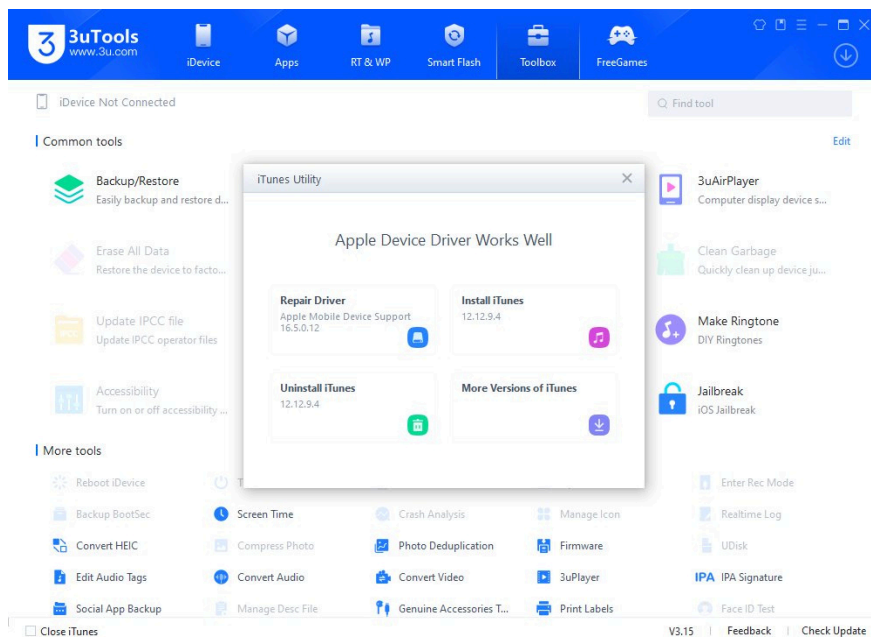 3uTools
www.3u.com
iDevice
Apps
RT & WP
Smart Flash
Toolbox
FreeGames
iDevice Not Connected
Find tool
Common tools
Edit
Backup/Restore
Easily backup and restore d...
3uAirPlayer
Computer display device s...
Erase All Data
Restore the device to facto...
Clean Garbage
Quickly clean up device ju...
Update IPCC file
Update IPCC operator files
Make Ringtone
DIY Ringtones
Accessibility
Turn on or off accessibility ...
Jailbreak
iOS Jailbreak
iTunes Utility
Apple Device Driver Works Well
Repair Driver
Apple Mobile Device Support
16.5.0.12
Install iTunes
12.12.9.4
Uninstall iTunes
12.12.9.4
More Versions of iTunes
More tools
Reboot iDevice
Enter Rec Mode
Backup BootSec
Screen Time
Crash Analysis
Manage Icon
Realtime Log
Convert HEIC
Compress Photo
Photo Deduplication
Firmware
UDisk
Edit Audio Tags
Convert Audio
Convert Video
3uPlayer
IPA IPA Signature
Social App Backup
Manage Desc File
Genuine Accessories T...
Print Labels
Face ID Test
Close iTunes
V3.15
Feedback
Check Update